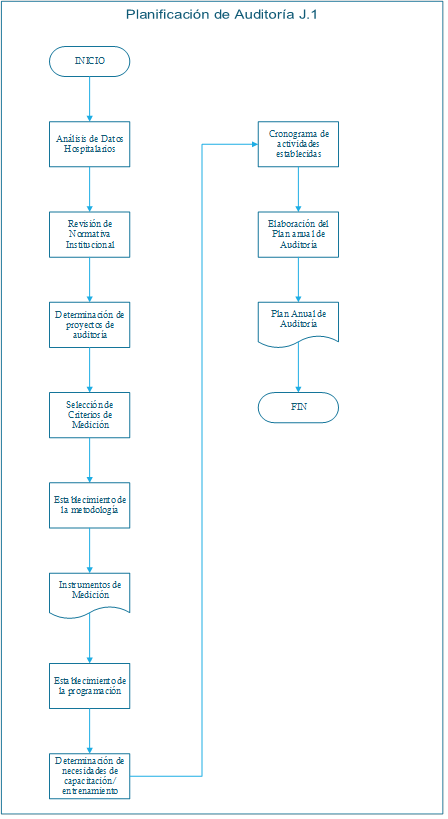 Planificación de Auditoría J.1
INICIO
Análisis de Datos
Hospitalarios
Revisión de
Normativa
Institucional
Determinación de
proyectos de
auditoría
Selección de
Criterios de
Medición
Establecimiento de
la metodología
Instrumentos de
Medición
Establecimiento de
la programación
Determinación de
necesidades de
capacitación/
entrenamiento
Cronograma de
actividades
establecidas
Elaboración del
Plan anual de
Auditoría
Plan Anual de
Auditoría
FIN